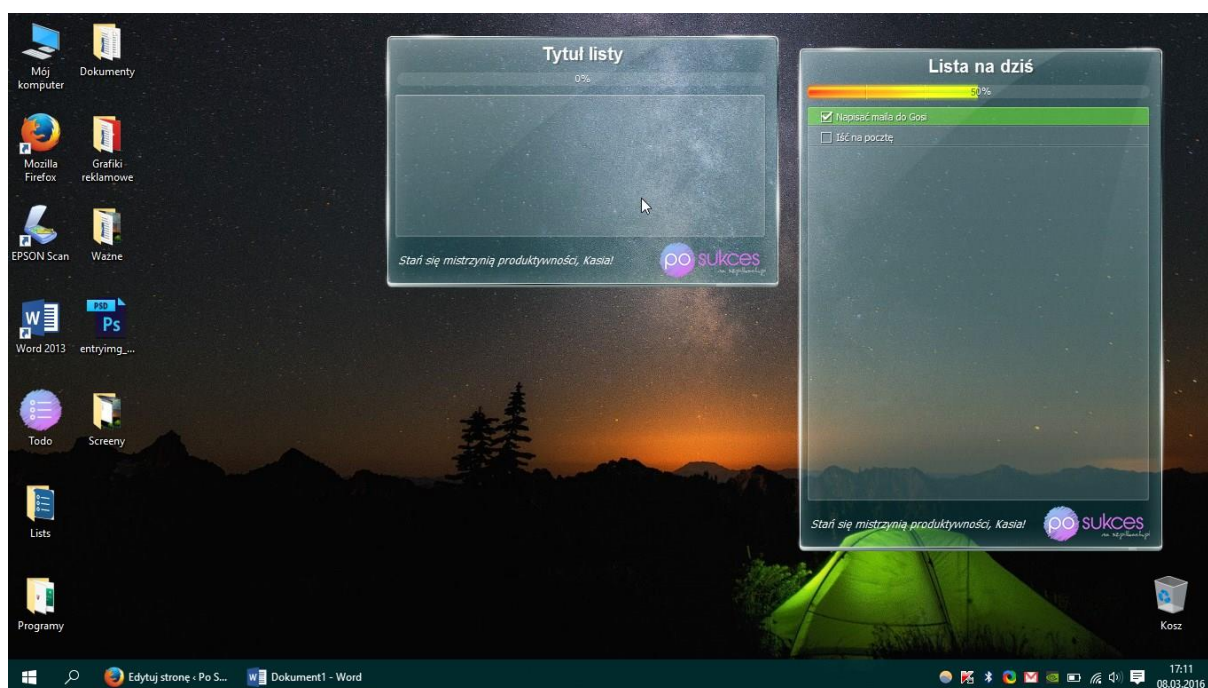 Mój
komputer
Dokumenty
Mozilla
Firefox
Grafiki
reklamowe
EPSON Scan
Ważne
Word 2013
PSD
Ps
entryimg_...
Todo
Screeny
Lists
Programy
Tytuł listy
0%
Stań się mistrzynią produktywności, Kasia!
po sukces
Lista na dziś
50%
Napisać maila do Gosi
Iść na pocztę
Stań się mistrzynią produktywności, Kasia!
po sukces
Kosz
Edytuj stronę ‹ Po S...
Dokument1 - Word
17:11
08.03.2016